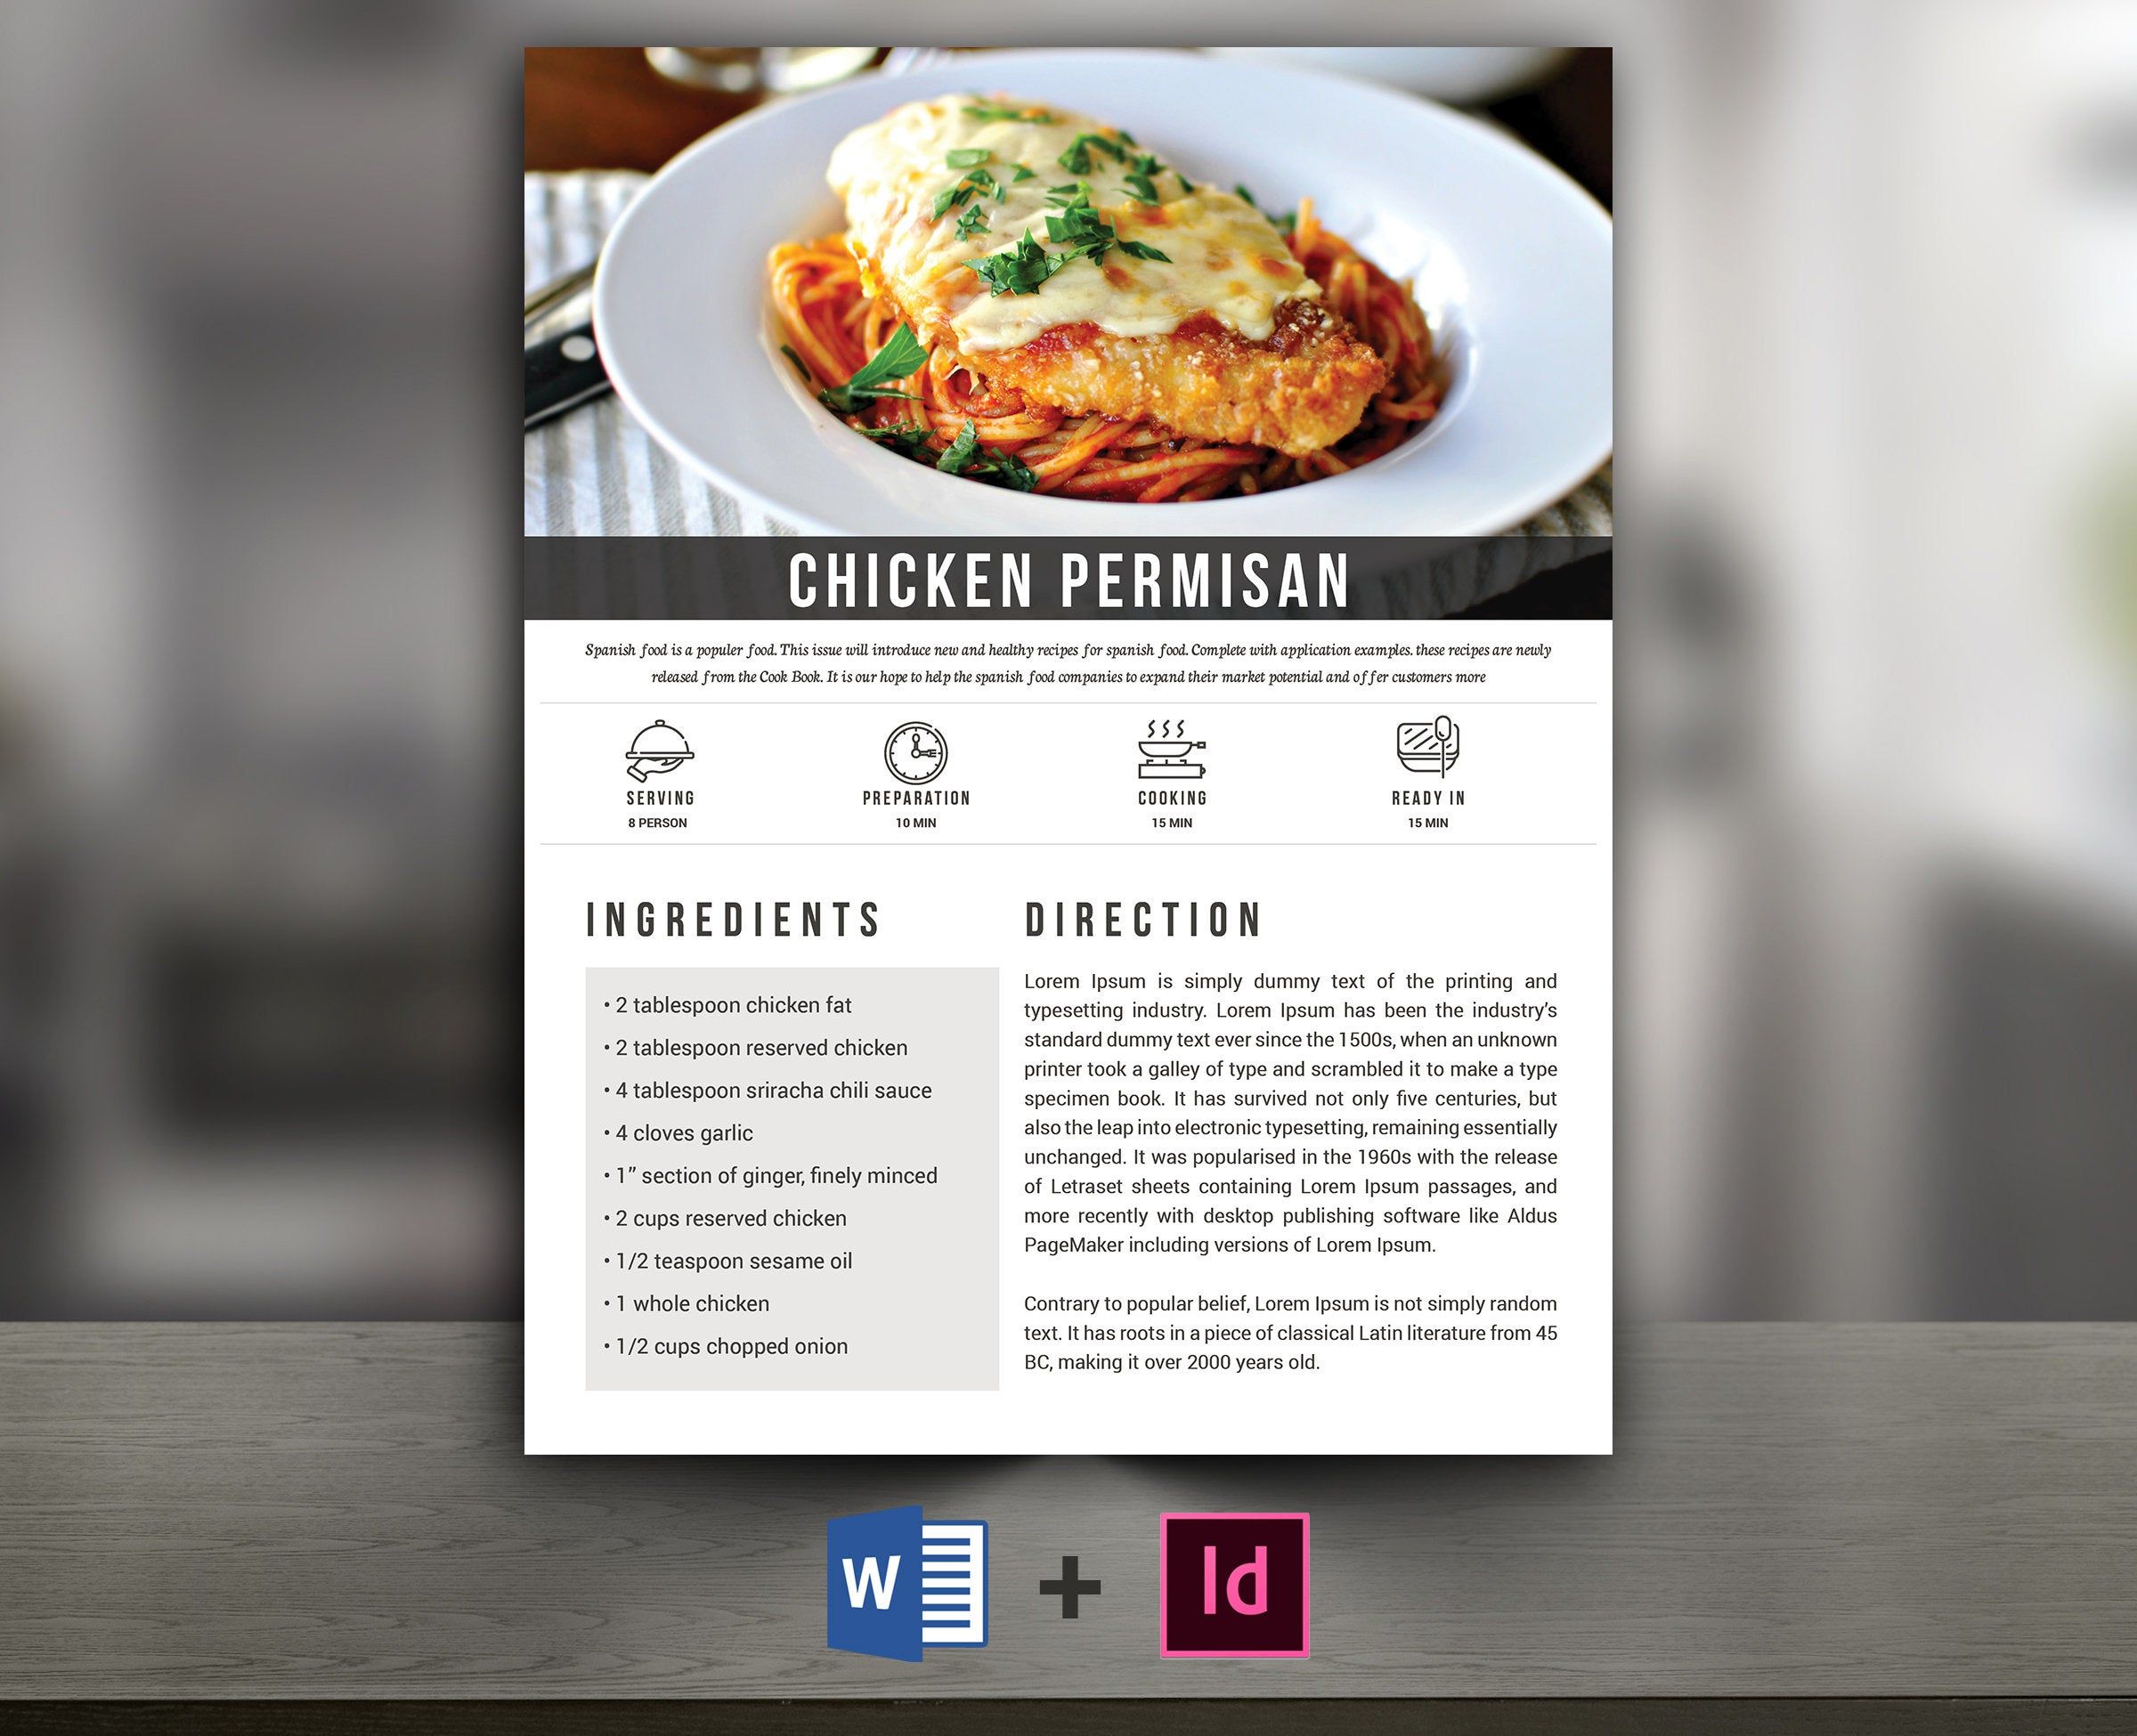 CHICKEN PERMISAN
Spanish food is a populer food. This issue will introduce new and healthy recipes for spanish food. Complete with application examples. these recipes are newly
released from the Cook Book. It is our hope to help the spanish food companies to expand their market potential and offer customers more
SERVING
8 PERSON
PREPARATION
10 MIN
COOKING
15 MIN
READY IN
15 MIN
INGREDIENTS
• 2 tablespoon chicken fat
• 2 tablespoon reserved chicken
• 4 tablespoon sriracha chili sauce
• 4 cloves garlic
• 1” section of ginger, finely minced
• 2 cups reserved chicken
• 1/2 teaspoon sesame oil
• 1 whole chicken
• 1/2 cups chopped onion
DIRECTION
Lorem Ipsum is simply dummy text of the printing and
typesetting industry. Lorem Ipsum has been the industry’s
standard dummy text ever since the 1500s, when an unknown
printer took a galley of type and scrambled it to make a type
specimen book. It has survived not only five centuries, but
also the leap into electronic typesetting, remaining essentially
unchanged. It was popularised in the 1960s with the release
of Letraset sheets containing Lorem Ipsum passages, and
more recently with desktop publishing software like Aldus
PageMaker including versions of Lorem Ipsum.
Contrary to popular belief, Lorem Ipsum is not simply random
text. It has roots in a piece of classical Latin literature from 45
BC, making it over 2000 years old.
W + Id